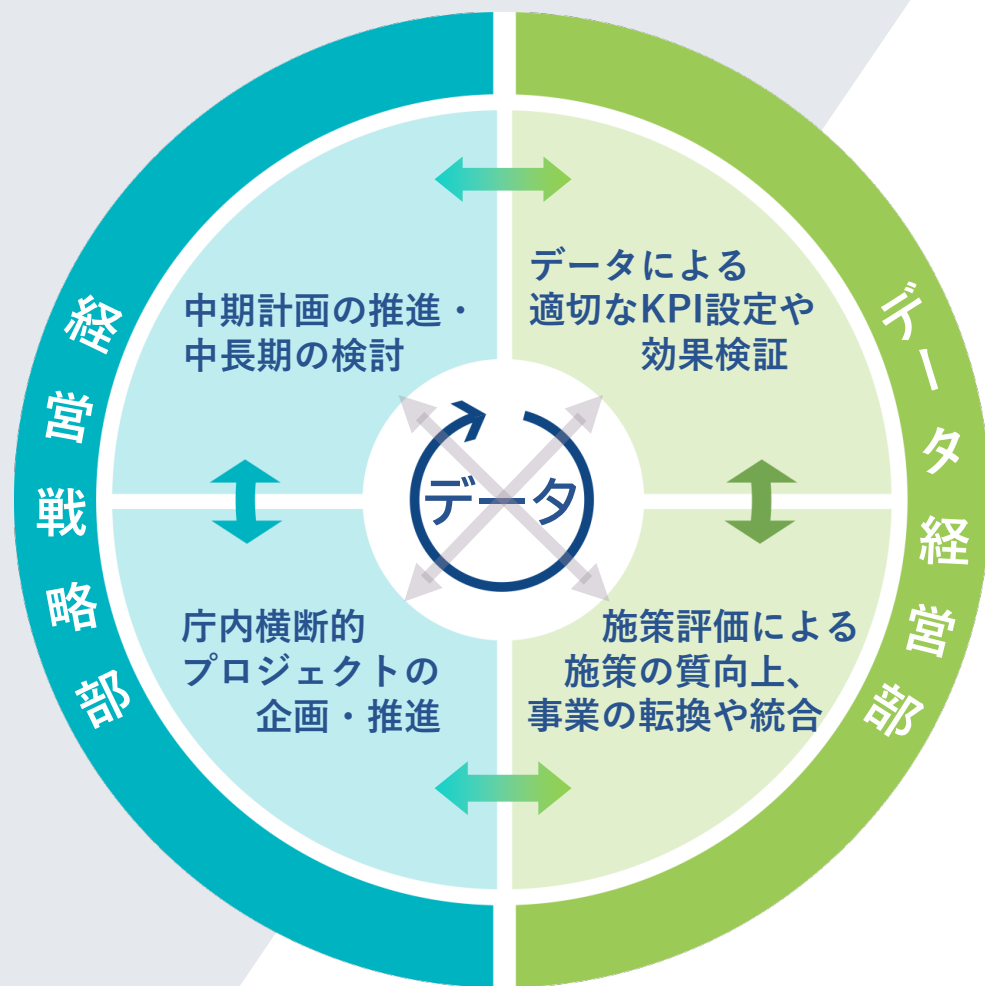 経営戦略部
データ経営部
中期計画の推進・
中長期の検討
データによる
適切なKPI設定や
効果検証
データ
庁内横断的
プロジェクトの
企画・推進
施策評価による
施策の質向上、
事業の転換や統合